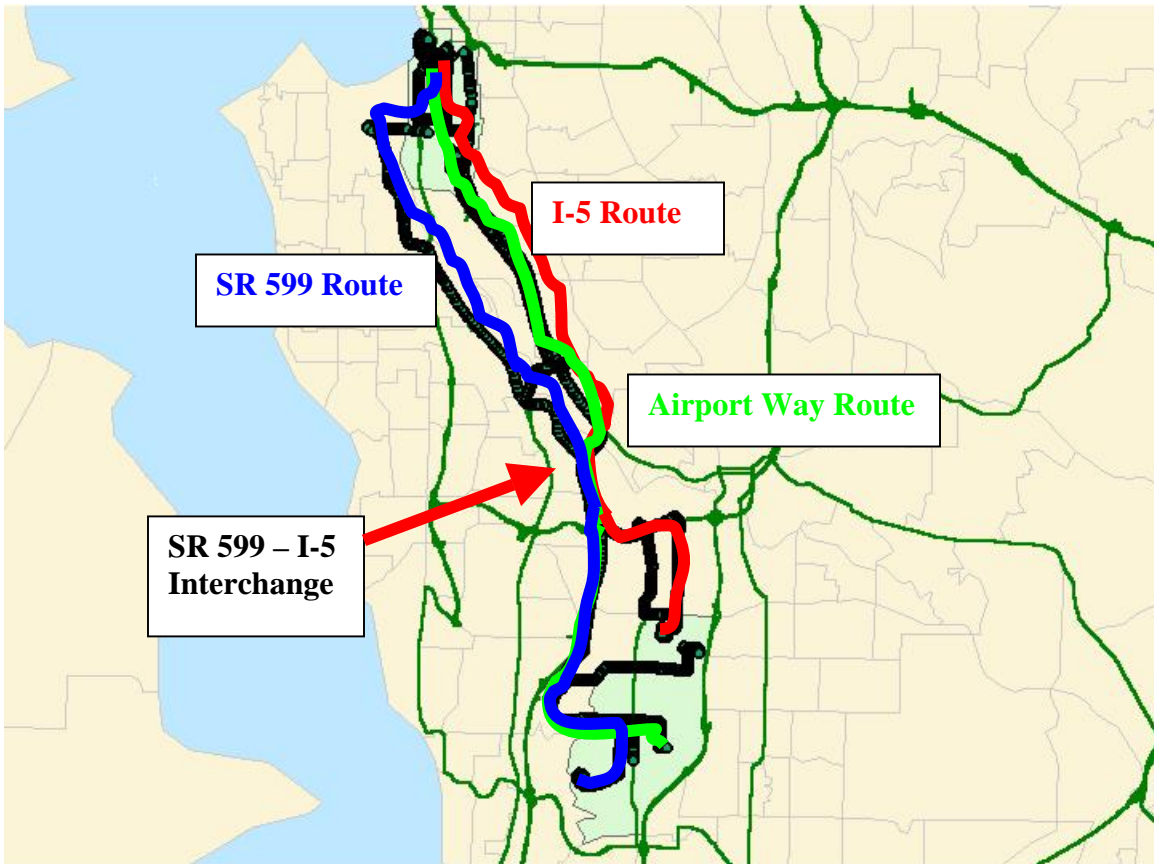 I-5 Route
SR 599 Route
Airport Way Route
SR 599 – I-5
Interchange